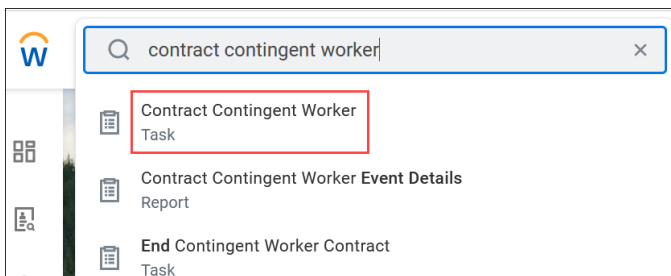 contract contingent worker
Contract Contingent Worker
Task
Contract Contingent Worker Event Details
Report
End Contingent Worker Contract
Task